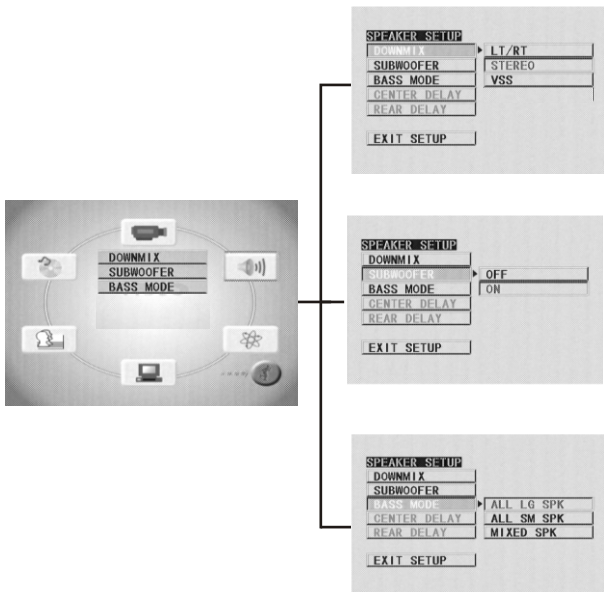 SPEAKER SETUP
DOWNMIX LT/RT
SUBWOOFER STEREO
BASS MODE VSS
CENTER DELAY
REAR DELAY
EXIT SETUP
DOWNMIX
SUBWOOFER
BASS MODE
SPEAKER SETUP
DOWNMIX
SUBWOOFER OFF
BASS MODE ON
CENTER DELAY
REAR DELAY
EXIT SETUP
SPEAKER SETUP
DOWNMIX
SUBWOOFER
BASS MODE ALL LG SPK
CENTER DELAY ALL SM SPK
REAR DELAY MIXED SPK
EXIT SETUP